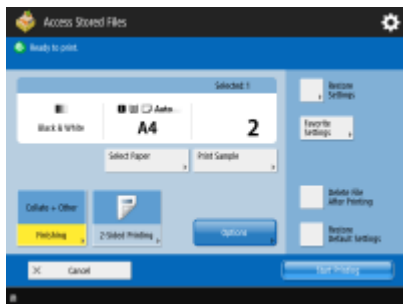 Access Stored Files
Ready to print.
Selected: 1
Auto...
Black & White
A4
2
Select Paper
Print Sample
Collate + Other
Finishing
2-Sided Printing
Options
Restore
Settings
Favorite
Settings
Delete File
After Printing
Restore
Default Settings
Cancel
Start Printing